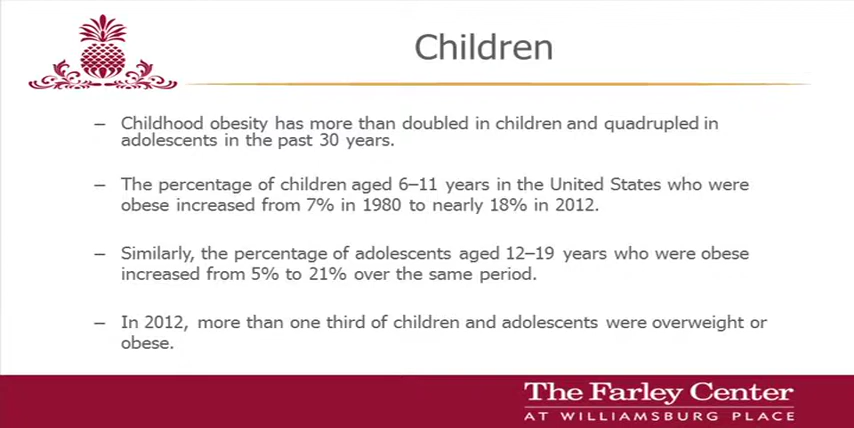 Children
– Childhood obesity has more than doubled in children and quadrupled in
adolescents in the past 30 years.
– The percentage of children aged 6–11 years in the United States who were
obese increased from 7% in 1980 to nearly 18% in 2012.
– Similarly, the percentage of adolescents aged 12–19 years who were obese
increased from 5% to 21% over the same period.
– In 2012, more than one third of children and adolescents were overweight or
obese.
The Farley Center
AT WILLIAMSBURG PLACE